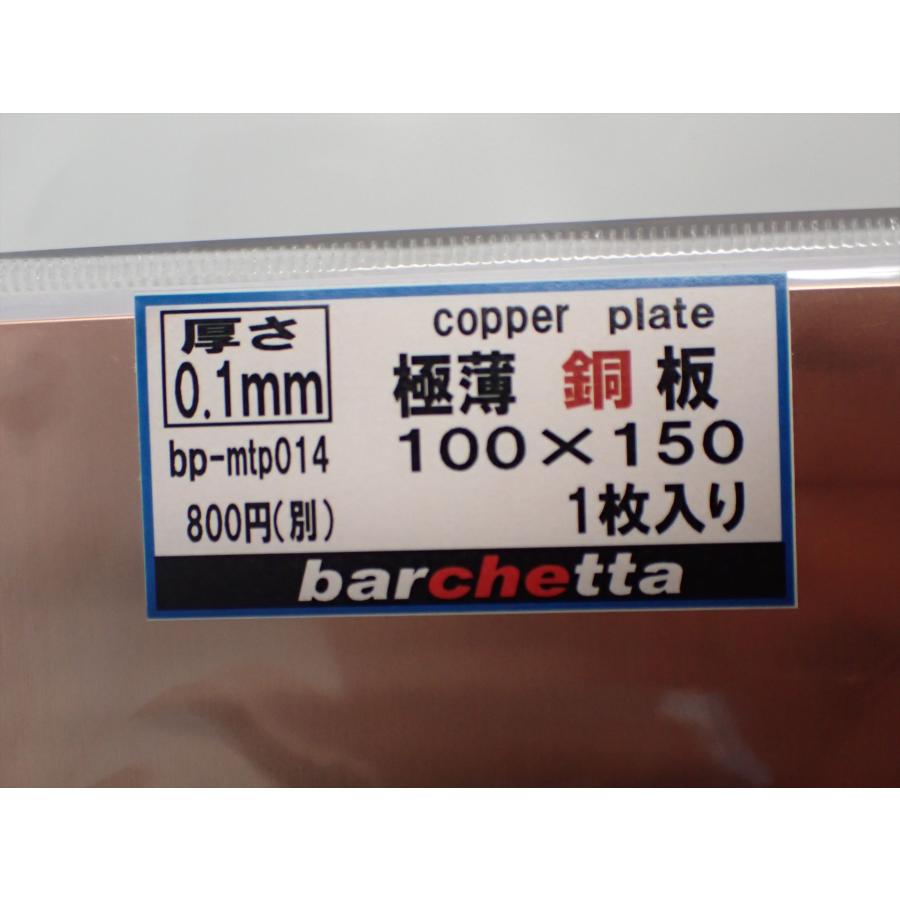 厚さ
0.1mm
bp-mtp014
800円(別)
copper plate
極薄 銅 板
100×150
1枚入り
barchetta